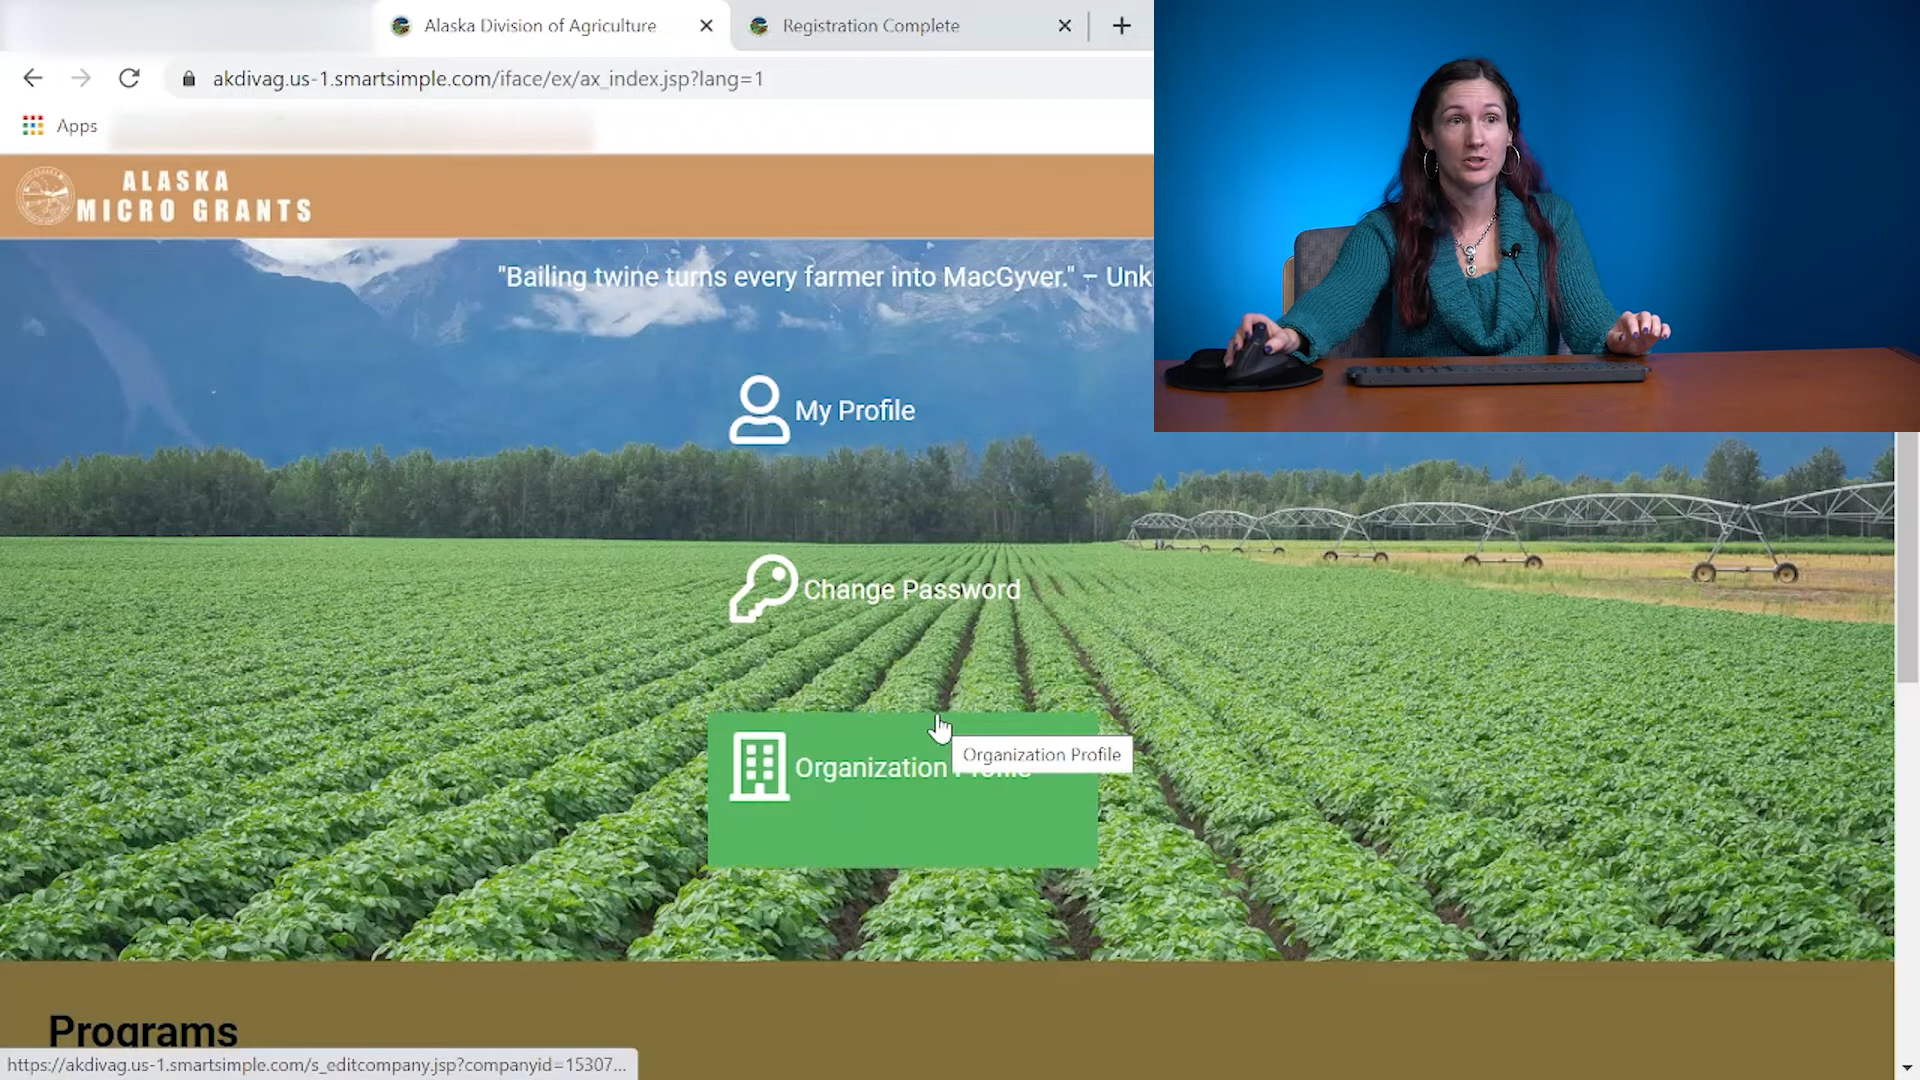 Alaska Division of Agriculture
Registration Complete
akdivag.us-1.smartsimple.com/iface/ex/ax_index.jsp?lang=1
Apps
ALASKA
MICRO GRANTS
"Bailing twine turns every farmer into MacGyver." – Unk
My Profile
Change Password
Organization Profile
Organization Profile
Programs
https://akdivag.us-1.smartsimple.com/s_editcompany.jsp?companyid=15307...